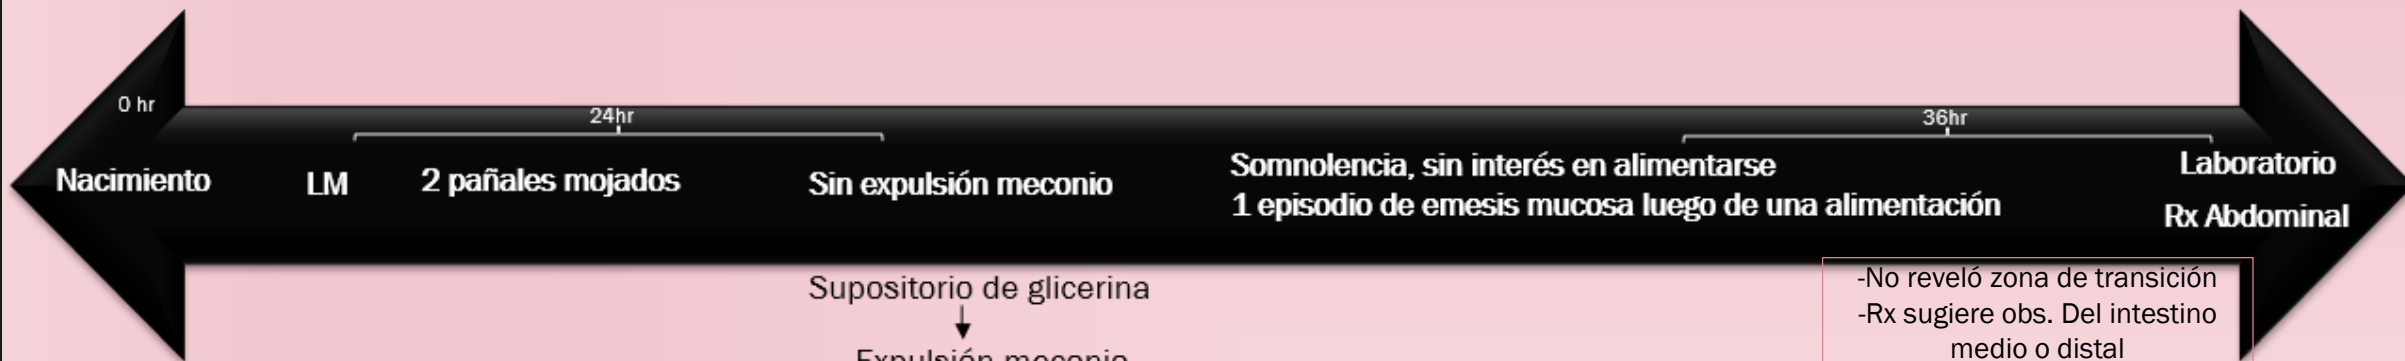 0 hr
24hr
36hr
Nacimiento
LM
2 pañales mojados
Sin expulsión meconio
Somnolencia, sin interés en alimentarse
1 episodio de emesis mucosa luego de una alimentación
Laboratorio
Rx Abdominal
Supositorio de glicerina
Expulsión meconio
-No reveló zona de transición
-Rx sugiere obs. Del intestino
medio o distal